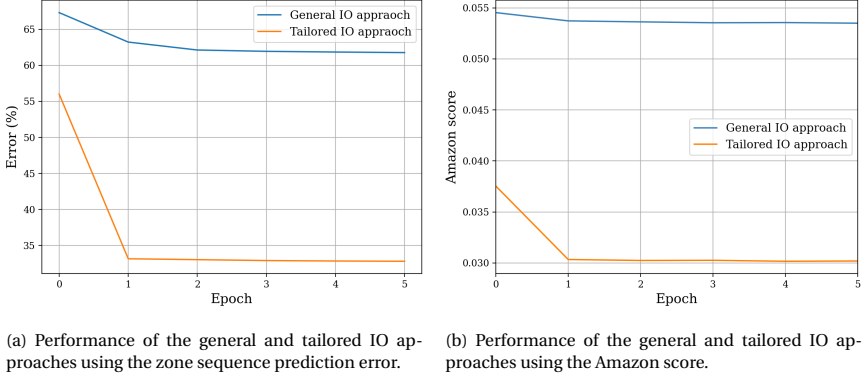 65
60
55
50
45
40
35
Error (%)
General IO appraoch
Tailored IO appraoch
0 1 2 3 4 5
Epoch
0.055
0.050
0.045
0.040
0.035
0.030
Amazon score
General IO approach
Tailored IO approach
0 1 2 3 4 5
Epoch
(a) Performance of the general and tailored IO ap-
proaches using the zone sequence prediction error.
(b) Performance of the general and tailored IO ap-
proaches using the Amazon score.